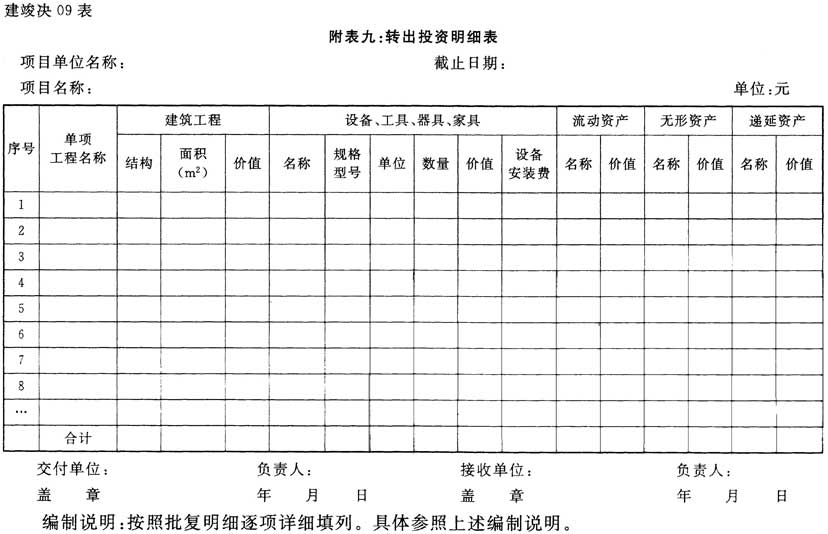 建竣决 09 表
附表九:转出投资明细表
项目单位名称: 截止日期:
项目名称: 单位:元
序号 单项工程名称 建筑工程 设备、工具、器具、家具 流动资产 无形资产 递延资产
结构 面积(m²) 价值 名称 规格型号 单位 数量 价值 设备安装费 名称 价值 名称 价值 名称 价值
1
2
3
4
5
6
7
8
…
合计
交付单位: 负责人: 接收单位: 负责人:
盖 章 年 月 日 盖 章 年 月 日
编制说明:按照批复明细逐项详细填列。具体参照上述编制说明。